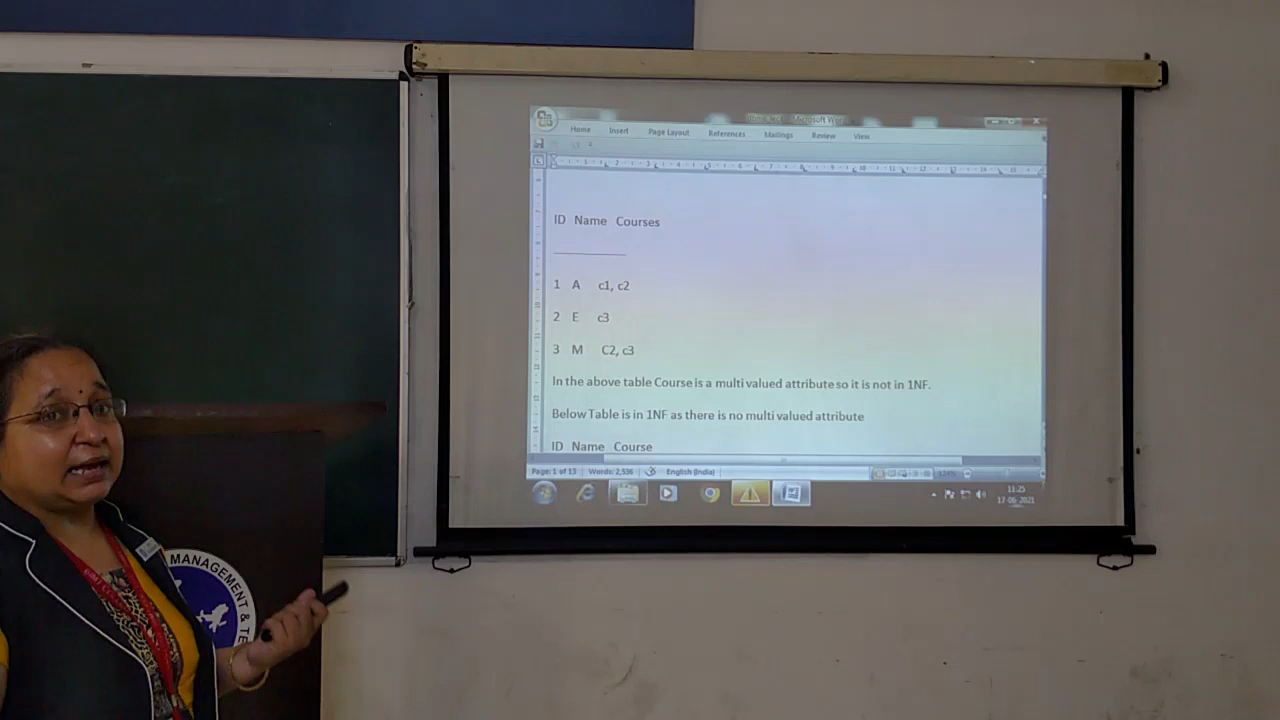 Home Insert Page Layout References Mailings Review View
ID Name Courses
1 A c1, c2
2 E c3
3 M C2, c3
In the above table Course is a multi valued attribute so it is not in 1NF.
Below Table is in 1NF as there is no multi valued attribute
ID Name Course
Page: 1 of 13 Words: 2,536 English (India)
11:25
17-06-2021
MANAGEMENT & TE